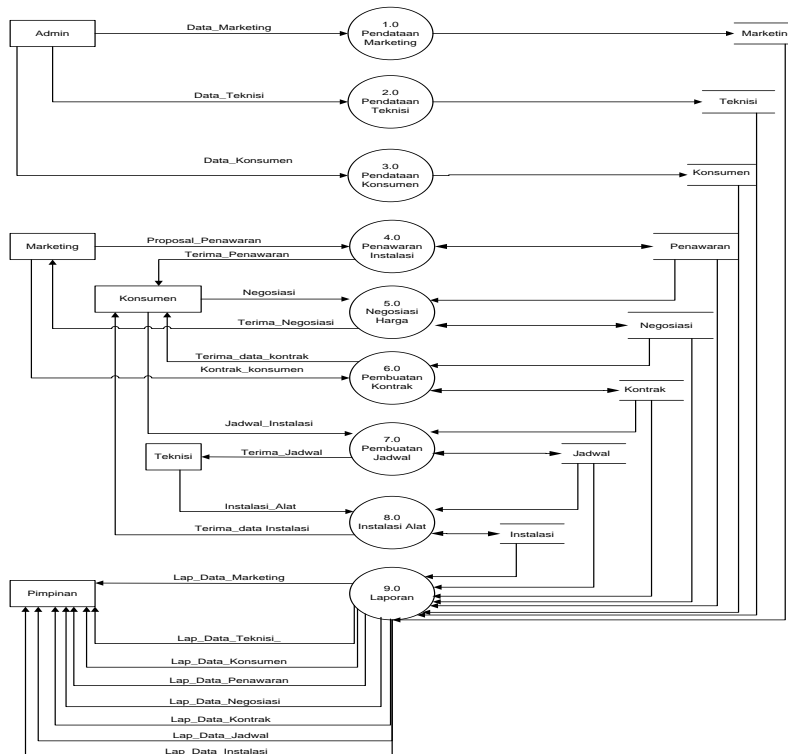 Admin
Data_Marketing
1.0
Pendataan
Marketing
Marketin
Data_Teknisi
2.0
Pendataan
Teknisi
Teknisi
Data_Konsumen
3.0
Pendataan
Konsumen
Konsumen
Marketing
Proposal_Penawaran
Terima_Penawaran
4.0
Penawaran
Instalasi
Penawaran
Konsumen
Negosiasi
Terima_Negosiasi
5.0
Negosiasi
Harga
Negosiasi
Terima_data_kontrak
Kontrak_konsumen
6.0
Pembuatan
Kontrak
Kontrak
Jadwal_Instalasi
7.0
Pembuatan
Jadwal
Teknisi
Terima_Jadwal
Jadwal
Instalasi_Alat
8.0
Instalasi Alat
Terima_data Instalasi
Instalasi
Pimpinan
Lap_Data_Marketing
9.0
Laporan
Lap_Data_Teknisi_
Lap_Data_Konsumen
Lap_Data_Penawaran
Lap_Data_Negosiasi
Lap_Data_Kontrak
Lap_Data_Jadwal
Lap_Data_Instalasi